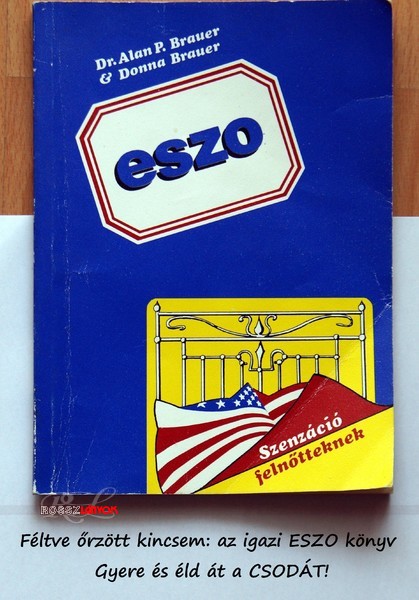 Dr. Alan P. Brauer
& Donna Brauer
eszo
Szenzáció
felnőtteknek
ROSSZLÁNYOK
Féltve őrzött kincsem: az igazi ESZO könyv
Gyere és éld át a CSODÁT!